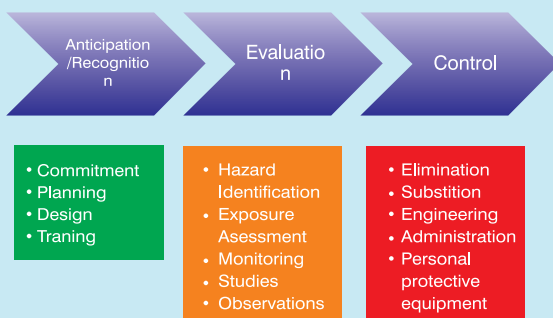 Anticipation
/Recognitio
n
Evaluatio
n
Control
• Commitment
• Planning
• Design
• Traning
• Hazard
Identification
• Exposure
Asessment
• Monitoring
• Studies
• Observations
• Elimination
• Substition
• Engineering
• Administration
• Personal
protective
equipment